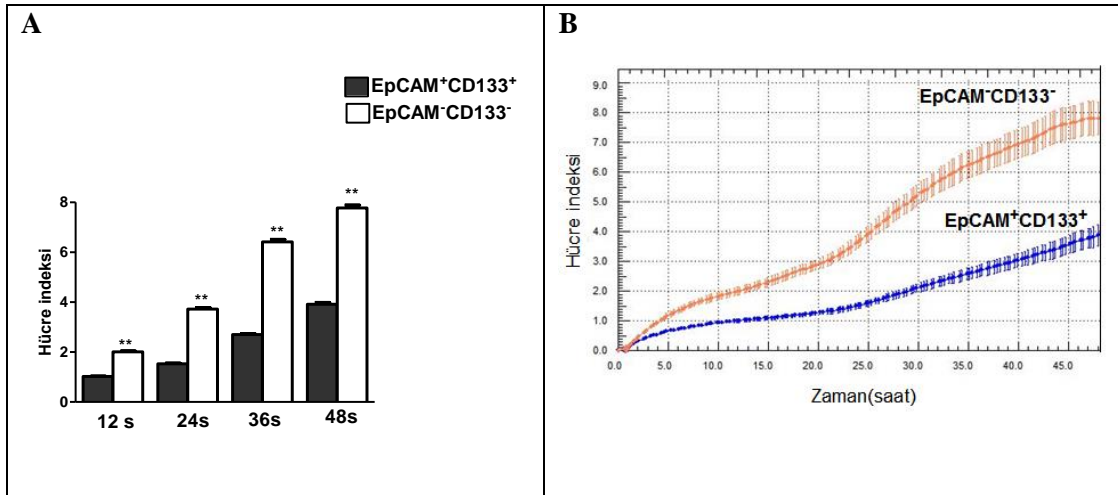 A
EpCAM⁺CD133⁺
EpCAM⁻CD133⁻
Hücre indeksi
8
6
4
2
0
**
**
**
**
12 s
24s
36s
48s
B
9.0
8.0
7.0
6.0
5.0
4.0
3.0
2.0
1.0
0.0
Hücre indeksi
EpCAM⁻CD133⁻
EpCAM⁺CD133⁺
0.0 5.0 10.0 15.0 20.0 25.0 30.0 35.0 40.0 45.0
Zaman(saat)